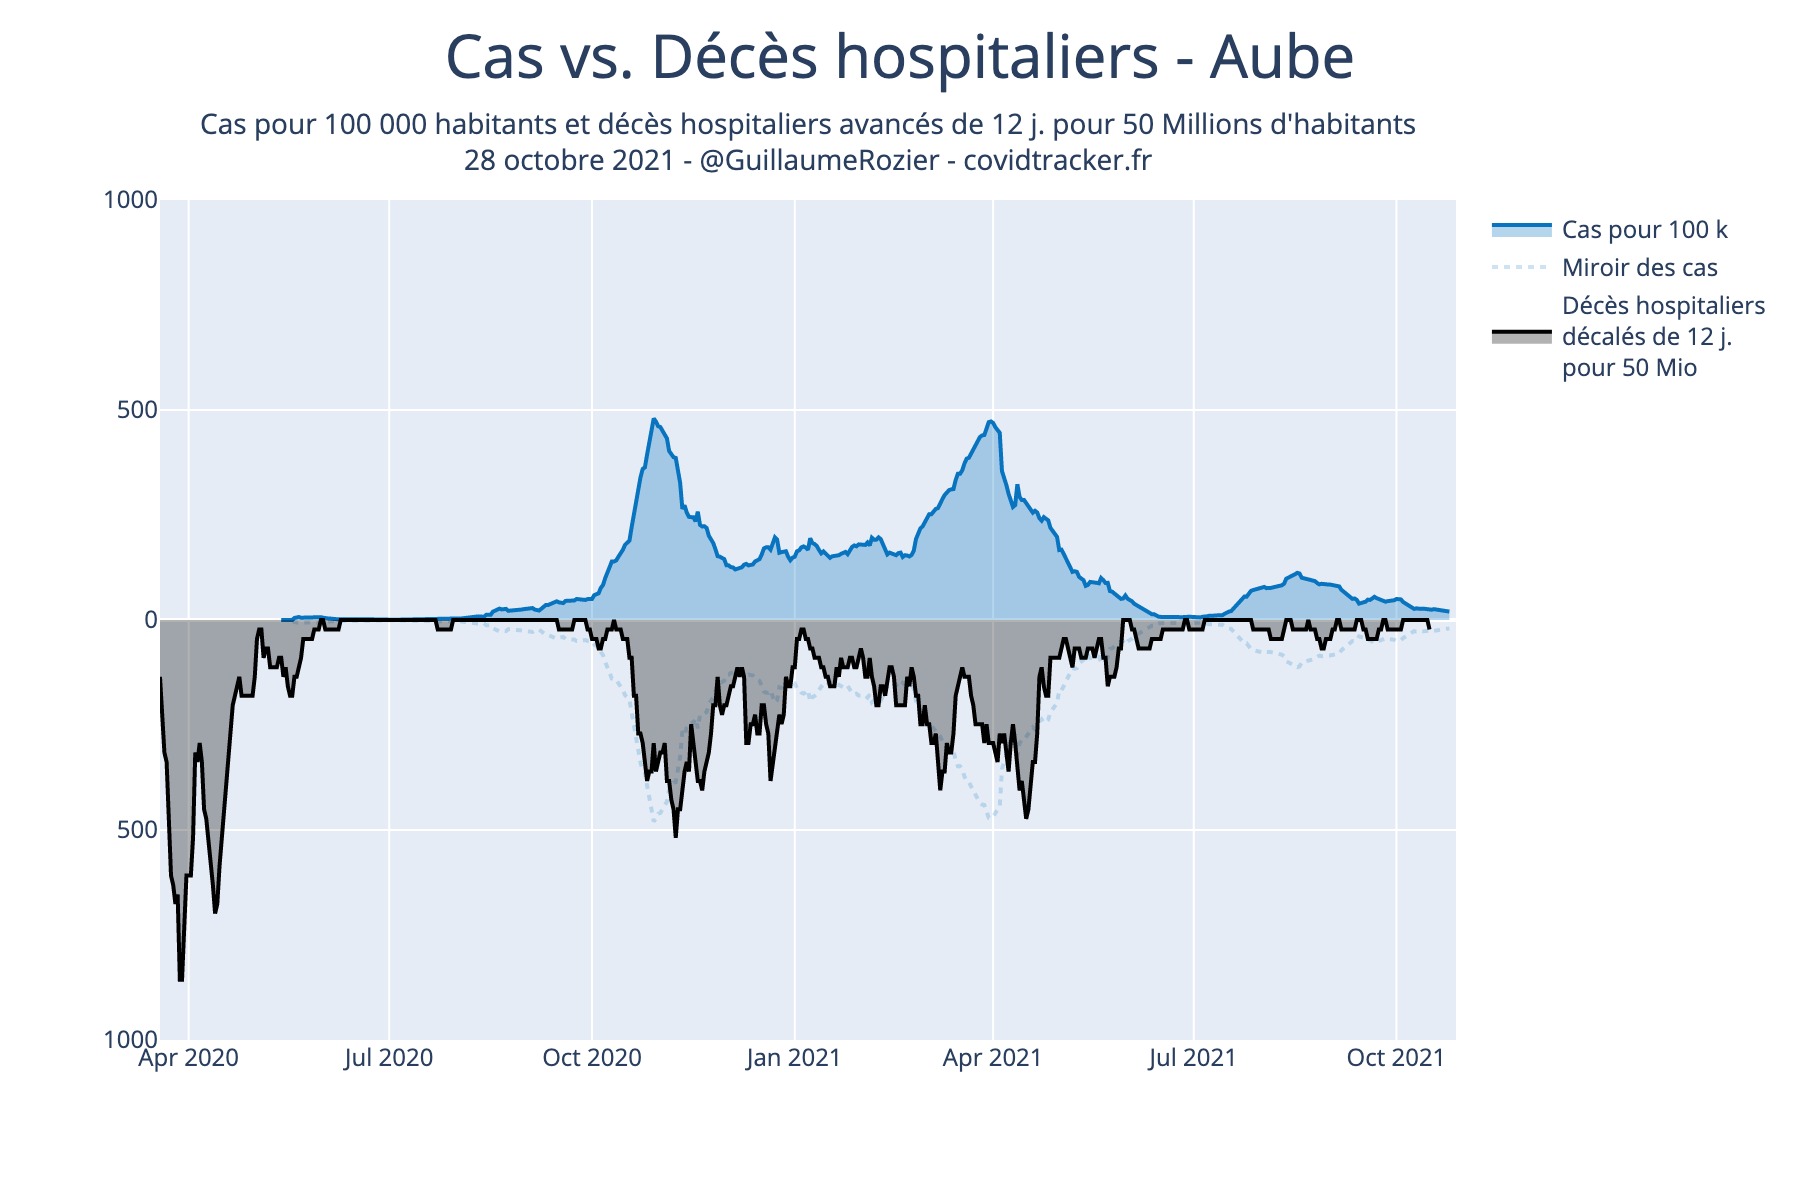 Cas vs. Décès hospitaliers - Aube
Cas pour 100 000 habitants et décès hospitaliers avancés de 12 j. pour 50 Millions d'habitants
28 octobre 2021 - @GuillaumeRozier - covidtracker.fr
1000
500
0
500
1000
Apr 2020
Jul 2020
Oct 2020
Jan 2021
Apr 2021
Jul 2021
Oct 2021
Cas pour 100 k
Miroir des cas
Décès hospitaliers
décalés de 12 j.
pour 50 Mio